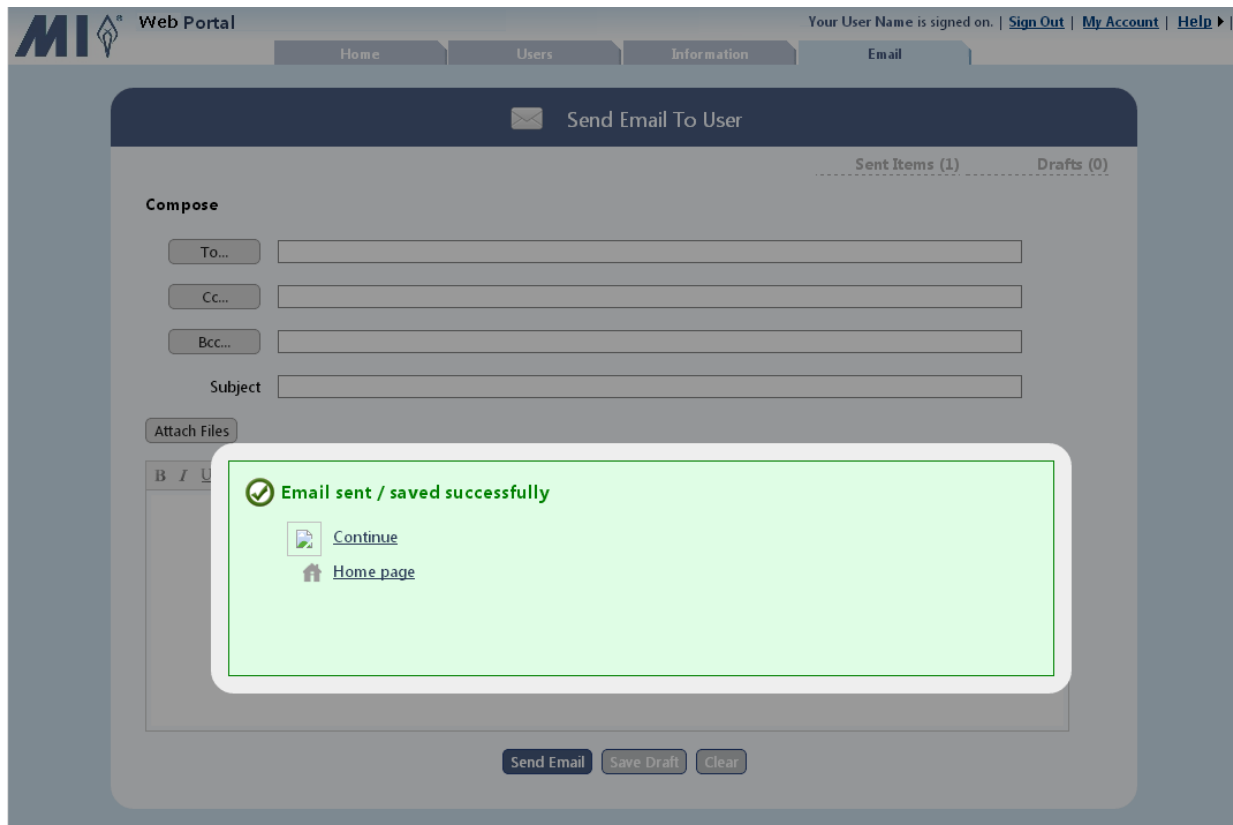 MI® Web Portal
Your User Name is signed on. | Sign Out | My Account | Help |
Home Users Information Email
Send Email To User
Sent Items (1) Drafts (0)
Compose
To...
Cc...
Bcc...
Subject
Attach Files
B I U
Email sent / saved successfully
Continue
Home page
Send Email Save Draft Clear